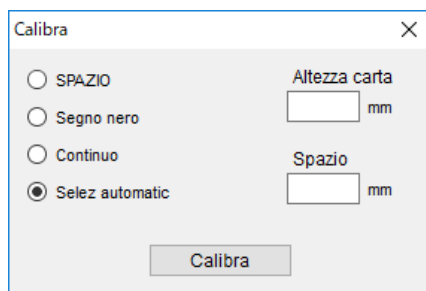 Calibra
SPAZIO
Segno nero
Continuo
Selez automatic
Altezza carta
mm
Spazio
mm
Calibra